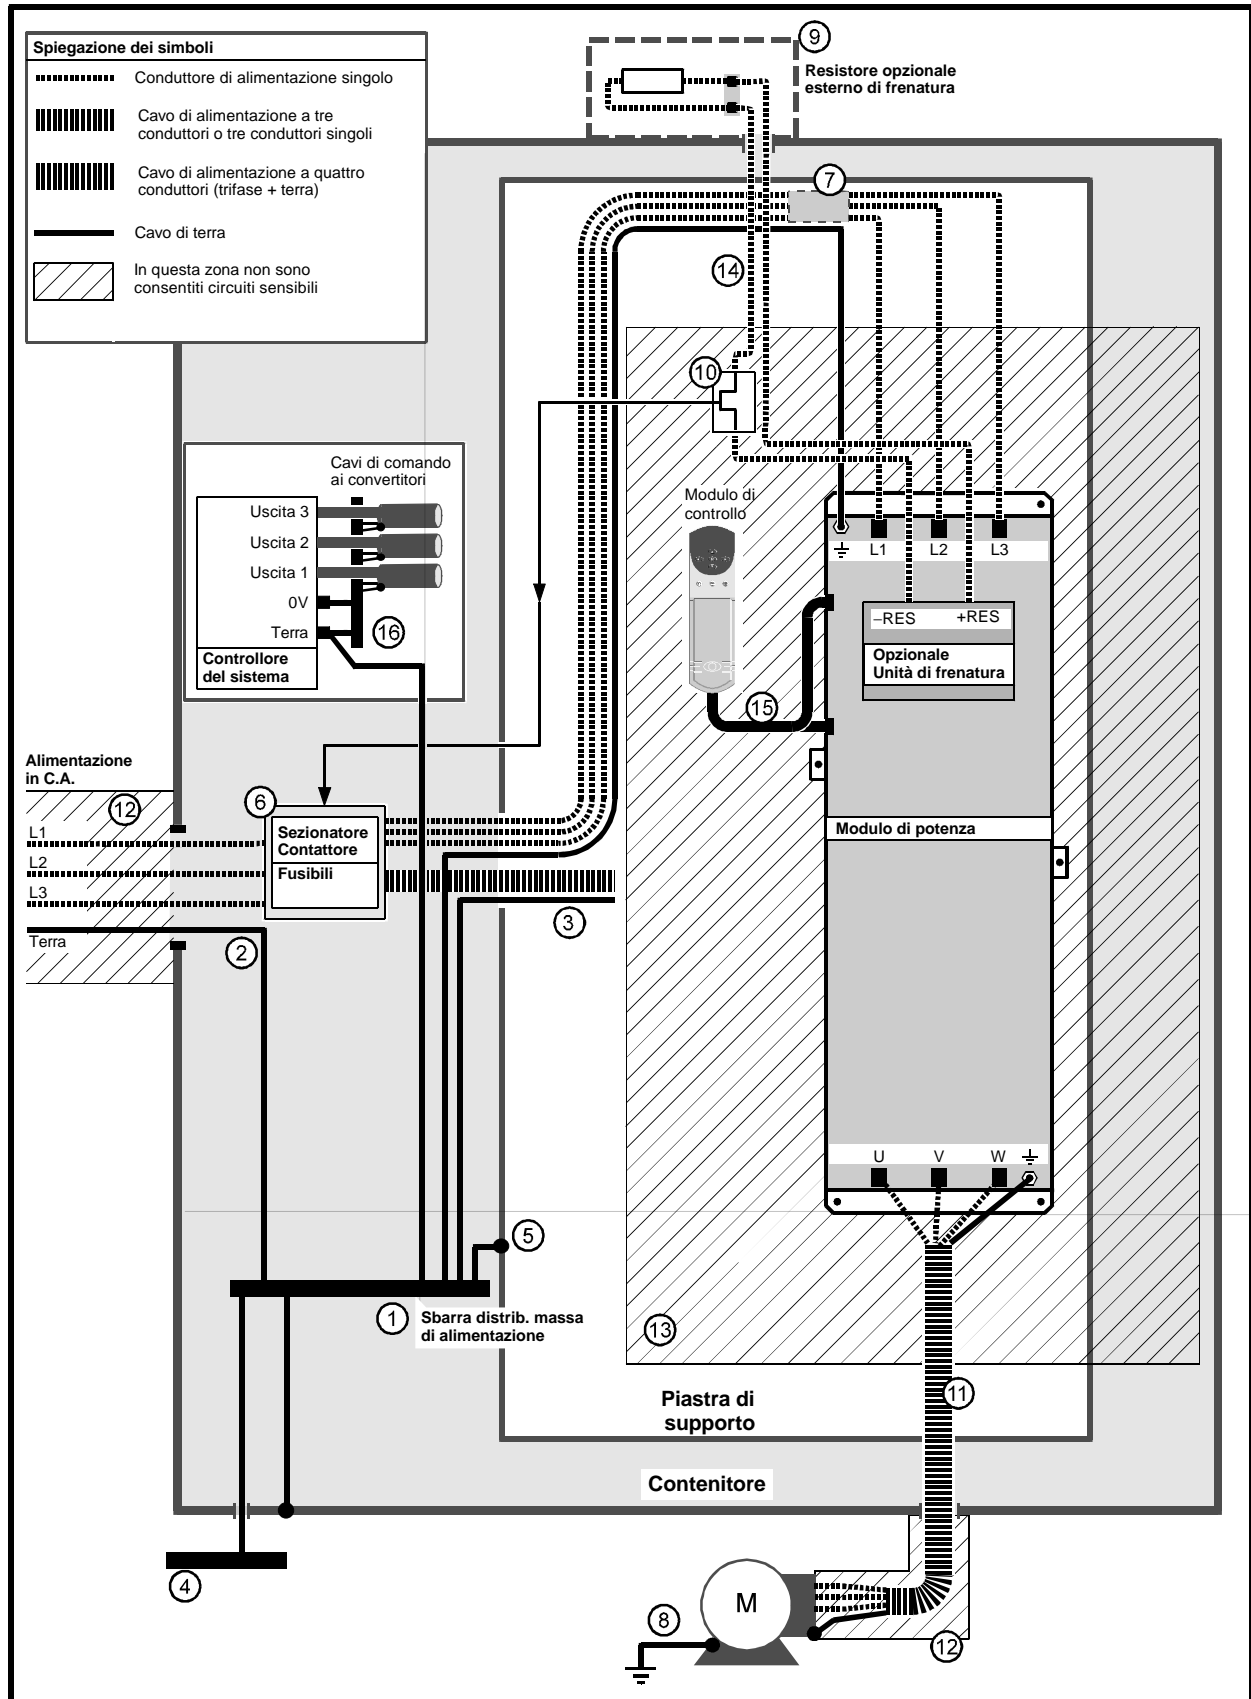 Spiegazione dei simboli
Conduttore di alimentazione singolo
Cavo di alimentazione a tre
conduttori o tre conduttori singoli
Cavo di alimentazione a quattro
conduttori (trifase + terra)
Cavo di terra
In questa zona non sono
consentiti circuiti sensibili
9
Resistore opzionale
esterno di frenatura
7
14
10
Cavi di comando
ai convertitori
Uscita 3
Uscita 2
Uscita 1
0V
Terra
16
Controllore
del sistema
Modulo di
controllo
15
L1
L2
L3
–RES
+RES
Opzionale
Unità di frenatura
Modulo di potenza
Alimentazione
in C.A.
12
L1
L2
L3
Terra
2
6
Sezionatore
Contattore
Fusibili
3
U
V
W
5
1
Sbarra distrib. massa
di alimentazione
13
11
Piastra di
supporto
Contenitore
4
M
8
12